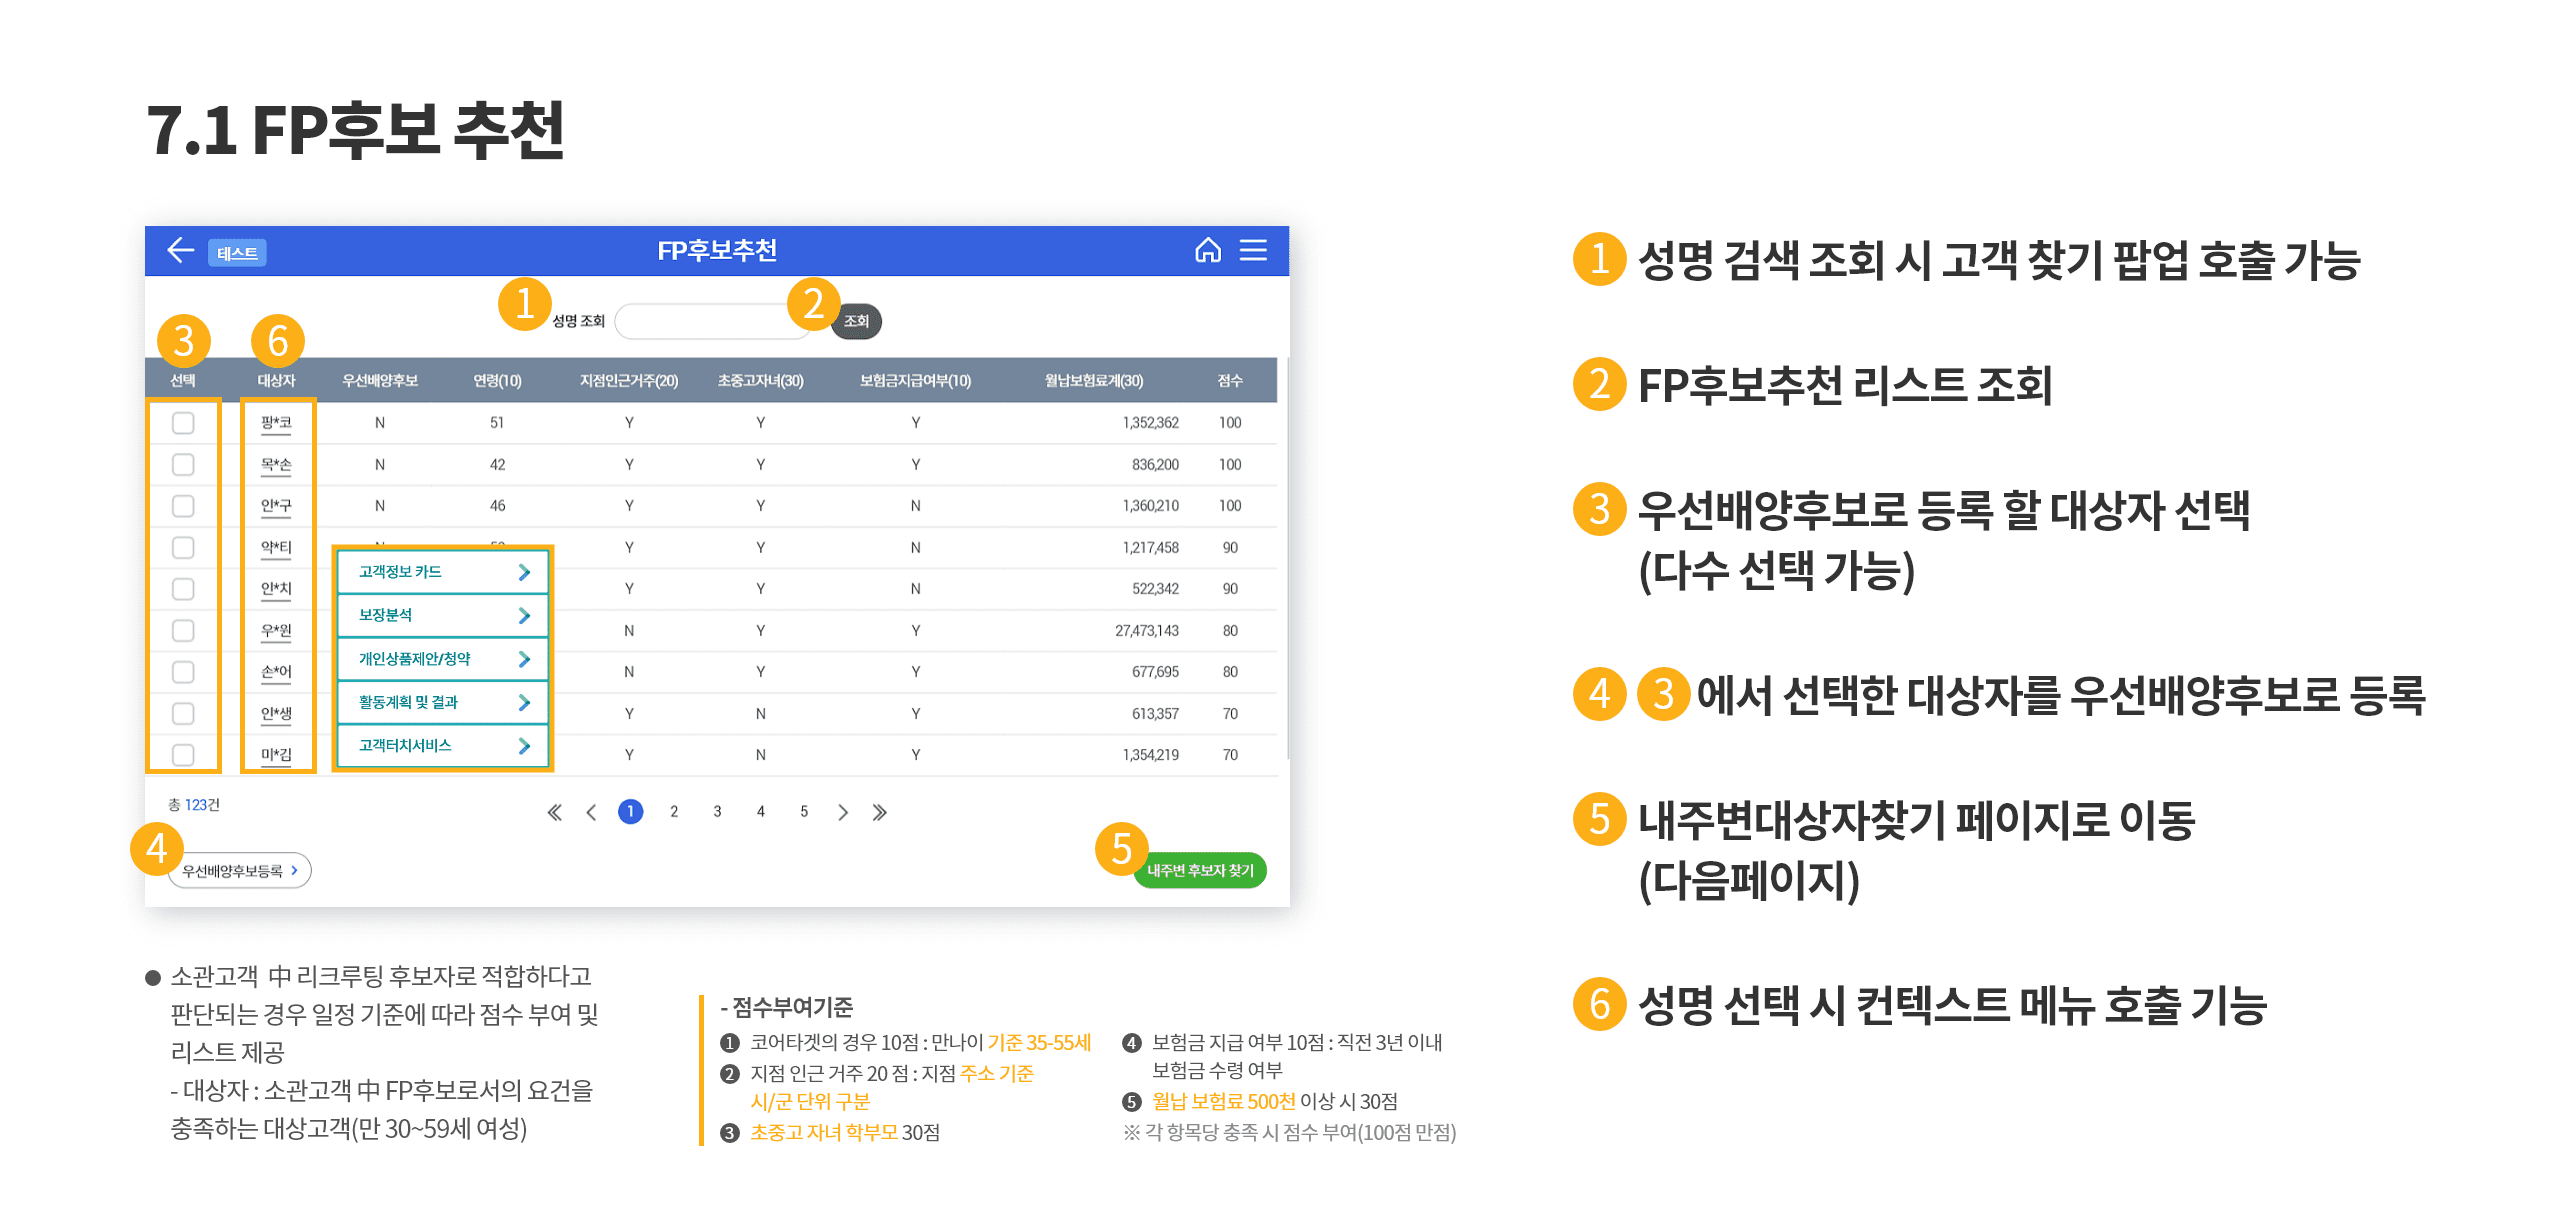 7.1 FP후보 추천
테스트
FP후보추천
1 성명 조회 2 조회
3 6
선택 대상자 우선배양후보 연령(10) 지점인근거주(20) 초중고자녀(30) 보험금지급여부(10) 월납보험료계(30) 점수
팡*코 N 51 Y Y Y 1,352,362 100
목*손 N 42 Y Y Y 836,200 100
인*구 N 46 Y Y N 1,360,210 100
약*티 Y Y N 1,217,458 90
인*치 Y Y N 522,342 90
우*원 N Y Y 27,473,143 80
손*어 N Y Y 677,695 80
인*생 Y N Y 613,357 70
미*김 Y N Y 1,354,219 70
고객정보 카드
보장분석
개인상품제안/청약
활동계획 및 결과
고객터치서비스
총 123건
1 2 3 4 5
4 우선배양후보등록
5 내주변 후보자 찾기
● 소관고객 中 리크루팅 후보자로 적합하다고
판단되는 경우 일정 기준에 따라 점수 부여 및
리스트 제공
- 대상자 : 소관고객 中 FP후보로서의 요건을
충족하는 대상고객(만 30~59세 여성)
- 점수부여기준
❶ 코어타겟의 경우 10점 : 만나이 기준 35-55세
❷ 지점 인근 거주 20 점 : 지점 주소 기준
시/군 단위 구분
❸ 초중고 자녀 학부모 30점
❹ 보험금 지급 여부 10점 : 직전 3년 이내
보험금 수령 여부
❺ 월납 보험료 500천 이상 시 30점
※ 각 항목당 충족 시 점수 부여(100점 만점)
1 성명 검색 조회 시 고객 찾기 팝업 호출 가능
2 FP후보추천 리스트 조회
3 우선배양후보로 등록 할 대상자 선택
(다수 선택 가능)
4 3 에서 선택한 대상자를 우선배양후보로 등록
5 내주변대상자찾기 페이지로 이동
(다음페이지)
6 성명 선택 시 컨텍스트 메뉴 호출 기능